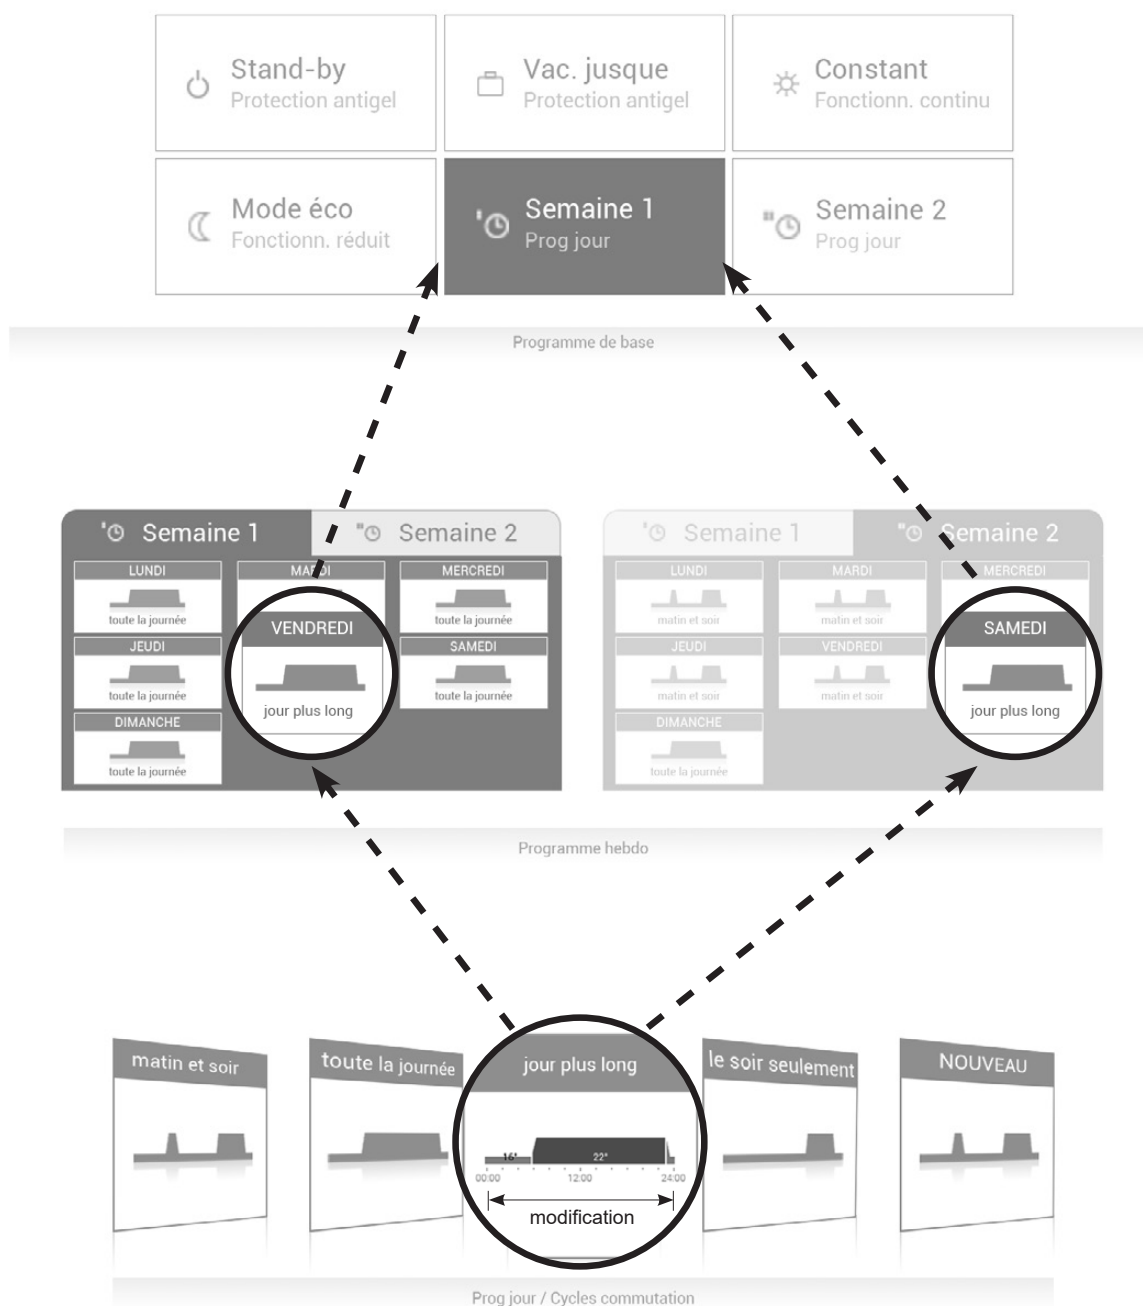 Stand-by
Protection antigel
Vac. jusque
Protection antigel
Constant
Fonctionn. continu
Mode éco
Fonctionn. réduit
Semaine 1
Prog jour
Semaine 2
Prog jour
Programme de base
Semaine 1
Semaine 2
LUNDI
toute la journée
MARDI
MERCREDI
toute la journée
JEUDI
toute la journée
VENDREDI
jour plus long
SAMEDI
toute la journée
DIMANCHE
toute la journée
Semaine 1
Semaine 2
LUNDI
matin et soir
MARDI
matin et soir
MERCREDI
JEUDI
matin et soir
VENDREDI
matin et soir
SAMEDI
jour plus long
DIMANCHE
toute la journée
Programme hebdo
matin et soir
toute la journée
jour plus long
16°
22°
00:00 12:00 24:00
modification
le soir seulement
NOUVEAU
Prog jour / Cycles commutation